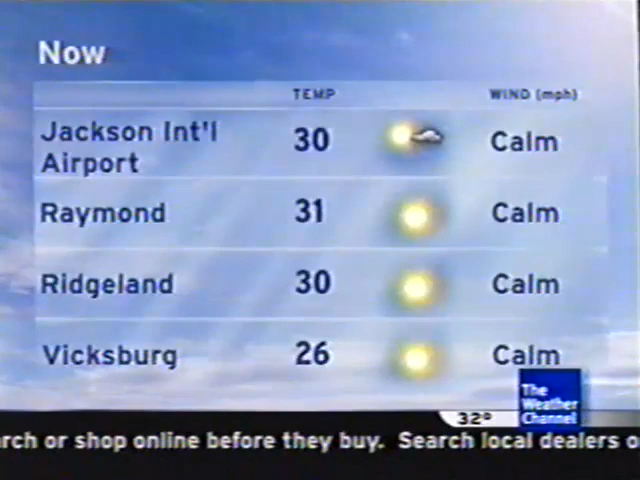 Now
TEMP WIND (mph)
Jackson Int'l
Airport
30 Calm
Raymond 31 Calm
Ridgeland 30 Calm
Vicksburg 26 Calm
The
Weather
Channel
32°
or shop online before they buy. Search local dealers